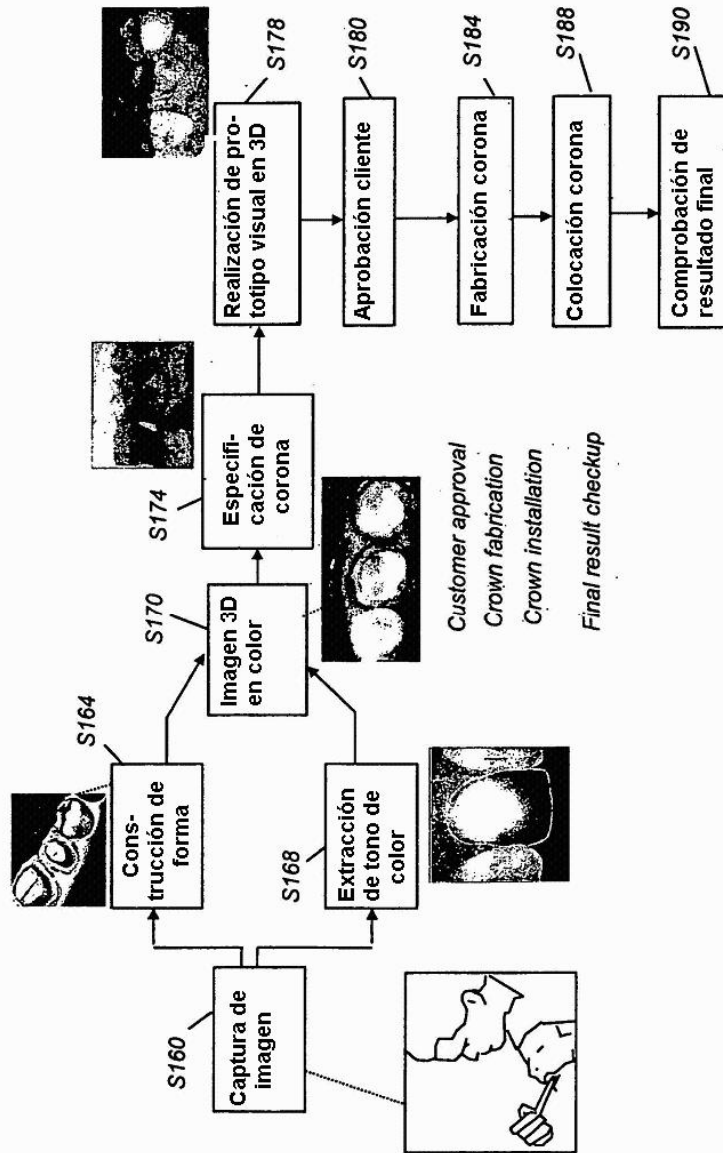 S160
Captura de
imagen
S164
Cons-
trucción de
forma
S168
Extracción
de tono de
color
S170
Imagen 3D
en color
S174
Especifi-
cación de
corona
S178
Realización de pro-
totipo visual en 3D
S180
Aprobación cliente
S184
Fabricación corona
S188
Colocación corona
S190
Comprobación de
resultado final
Customer approval
Crown fabrication
Crown installation
Final result checkup